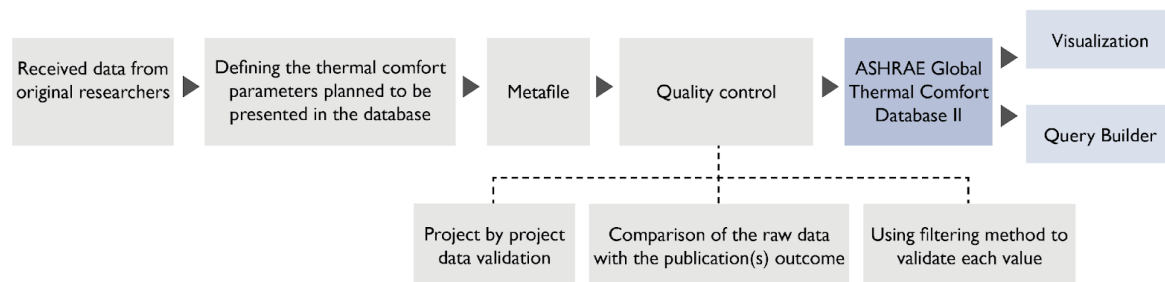 Received data from
original researchers
Defining the thermal comfort
parameters planned to be
presented in the database
Metafile
Quality control
ASHRAE Global
Thermal Comfort
Database II
Visualization
Query Builder
Project by project
data validation
Comparison of the raw data
with the publication(s) outcome
Using filtering method to
validate each value